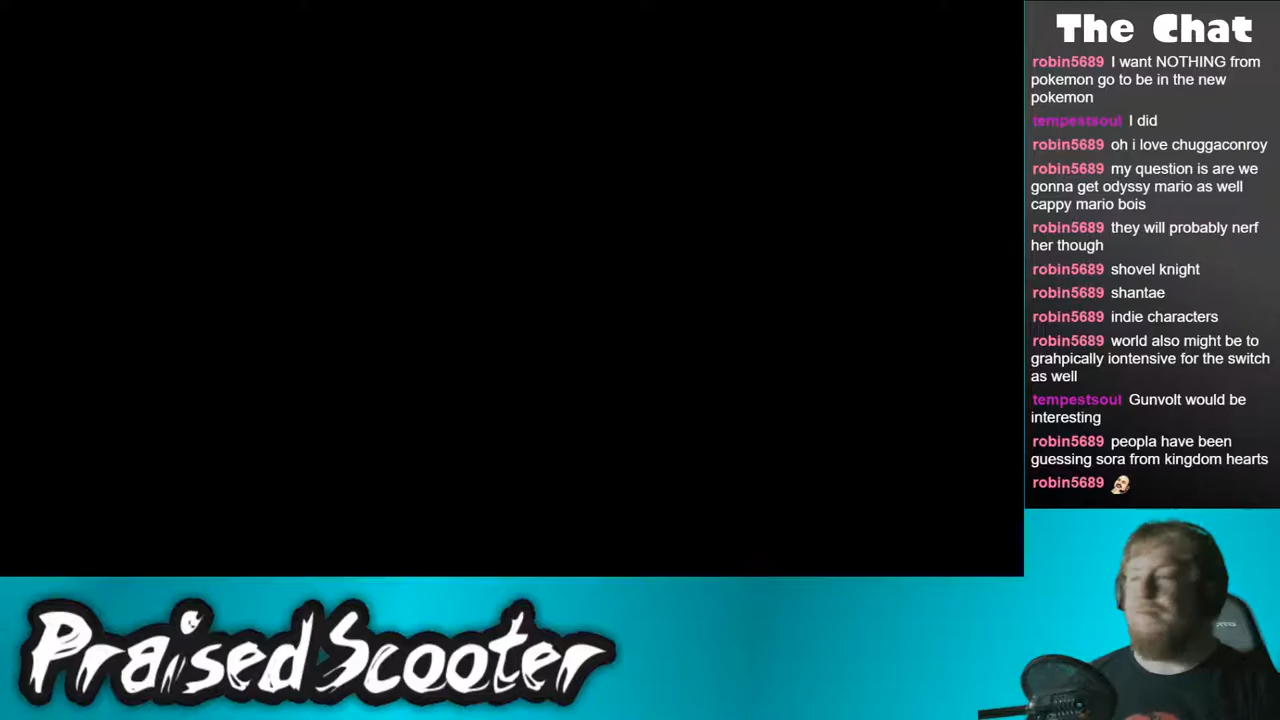 The Chat
robin5689 I want NOTHING from
pokemon go to be in the new
pokemon
tempestsoul I did
robin5689 oh i love chuggaconroy
robin5689 my question is are we
gonna get odyssy mario as well
cappy mario bois
robin5689 they will probably nerf
her though
robin5689 shovel knight
robin5689 shantae
robin5689 indie characters
robin5689 world also might be to
grahpically iontensive for the switch
as well
tempestsoul Gunvolt would be
interesting
robin5689 peopla have been
guessing sora from kingdom hearts
robin5689
Praised Scooter